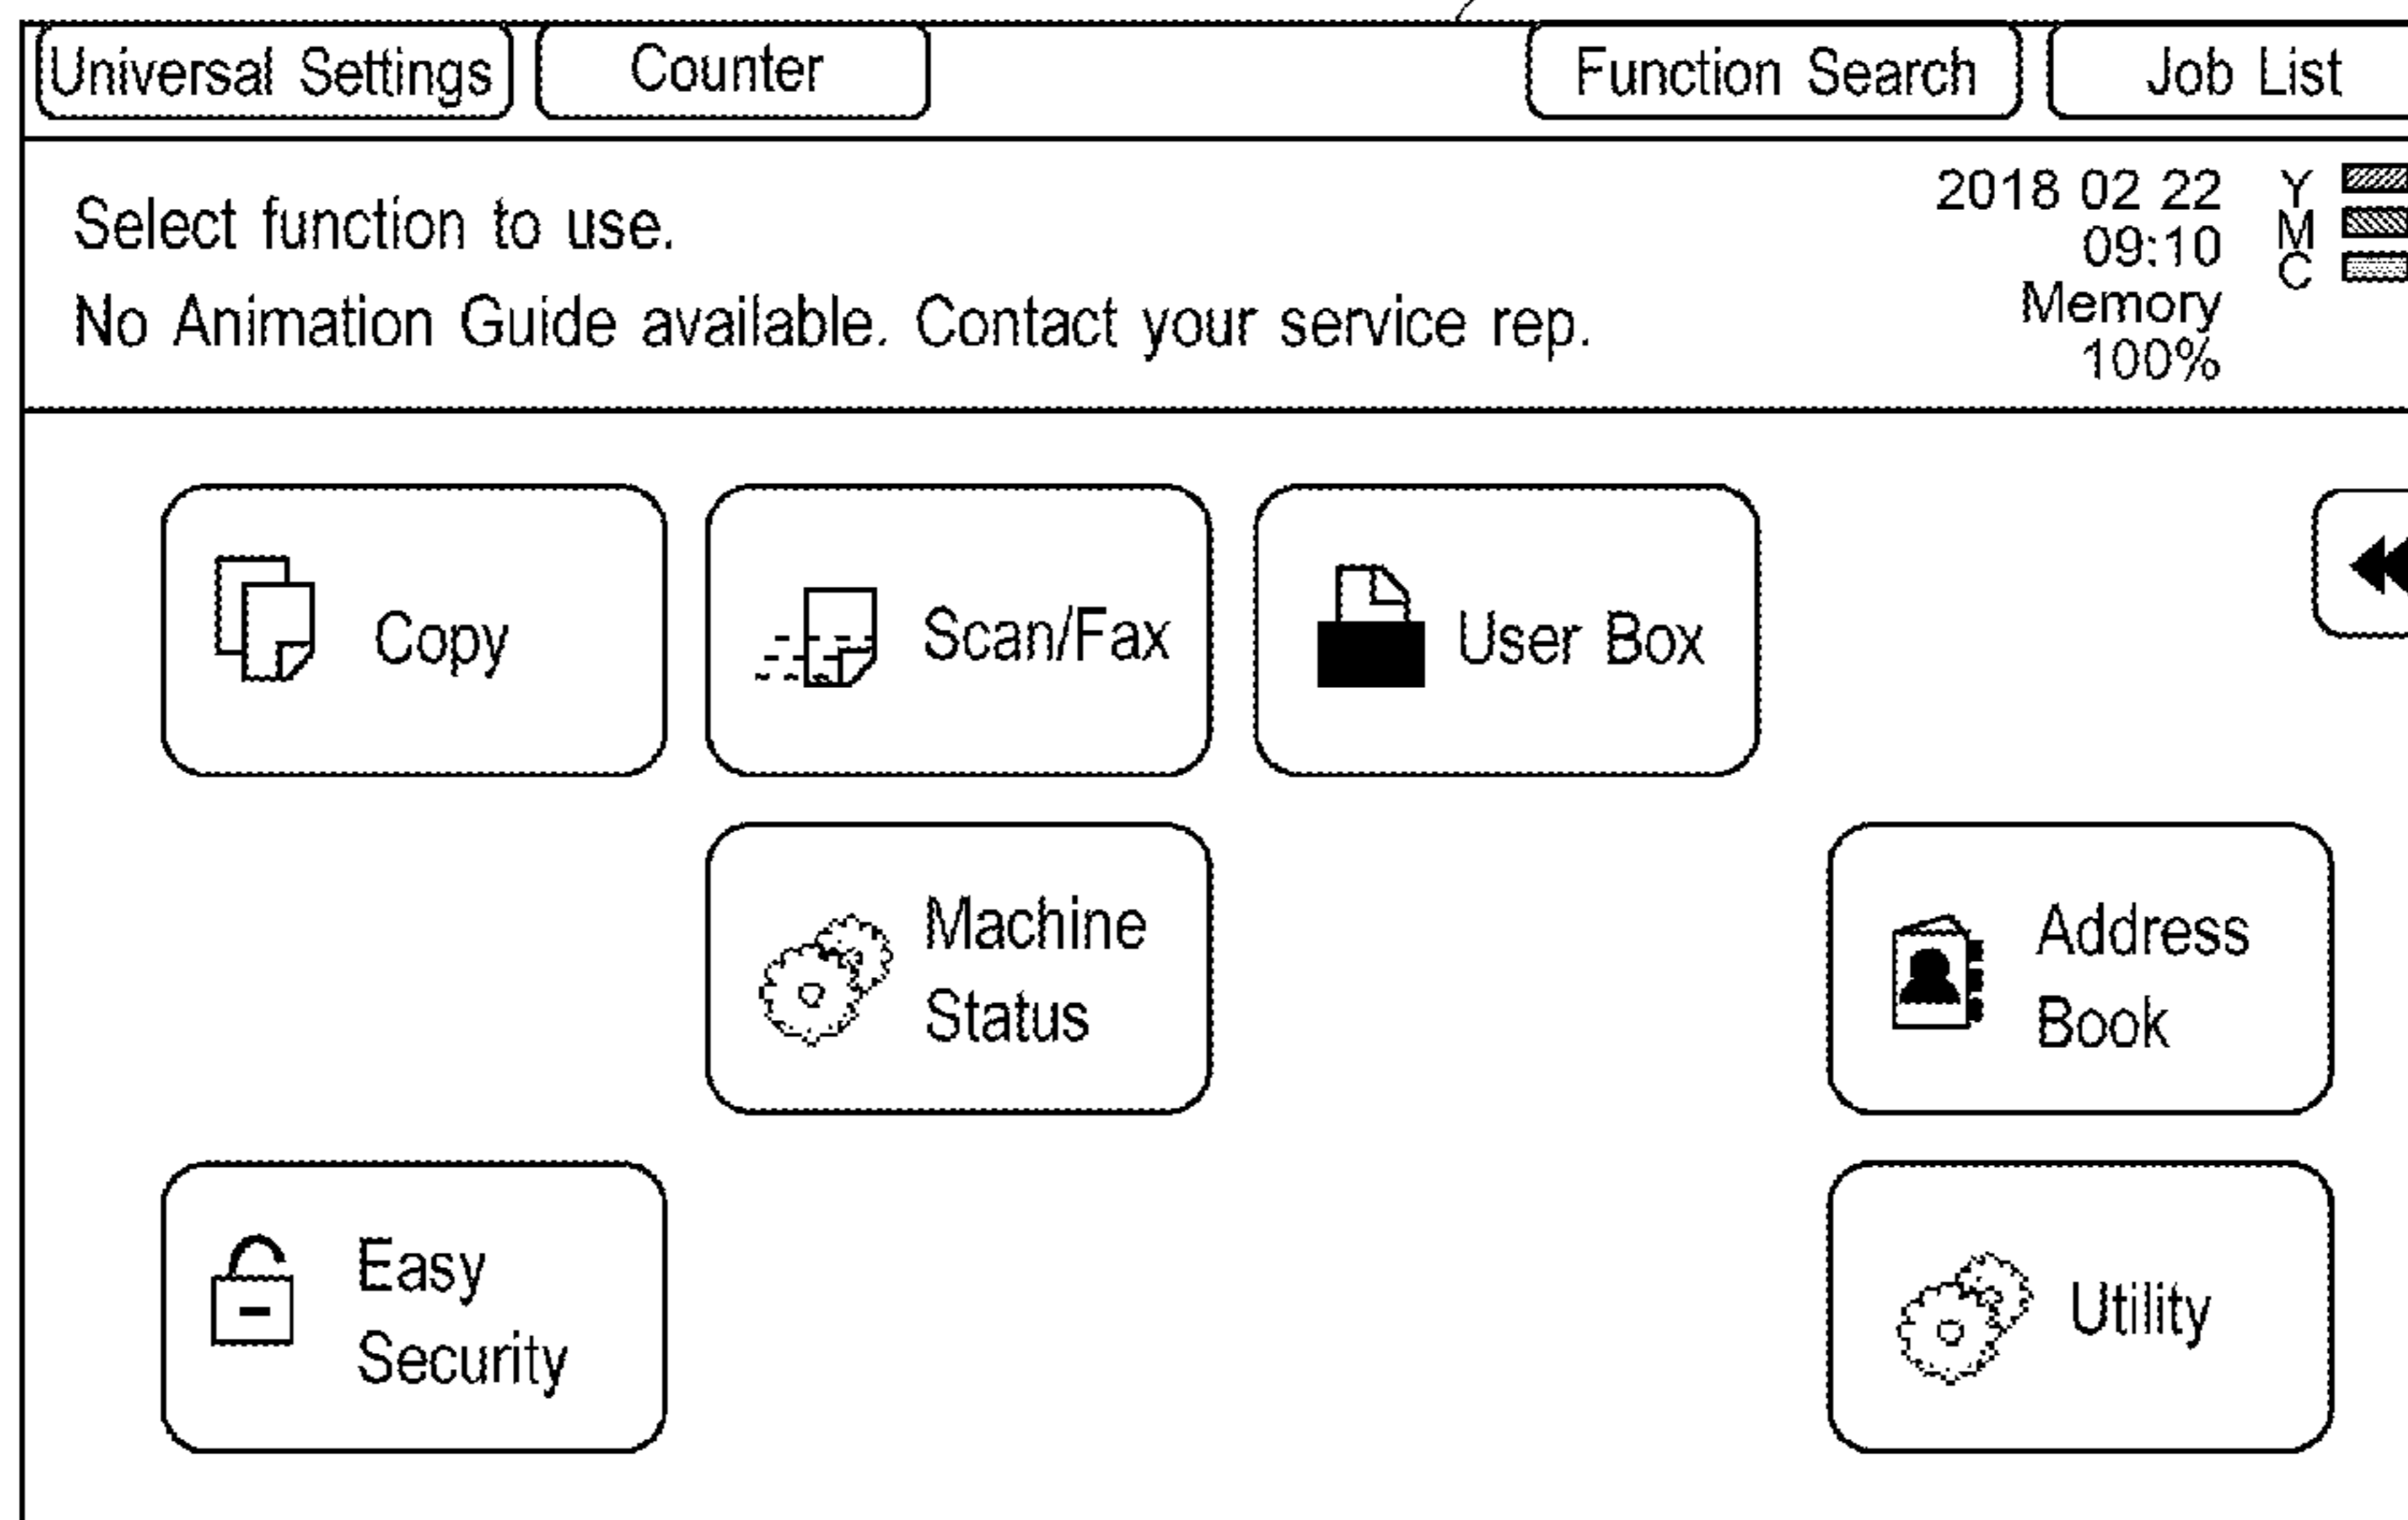 Universal Settings
Counter
Function Search
Job List
Select function to use.
No Animation Guide available. Contact your service rep.
2018 02 22
09:10
Memory
100%
Y
M
C
Copy
Scan/Fax
User Box
Machine
Status
Address
Book
Easy
Security
Utility